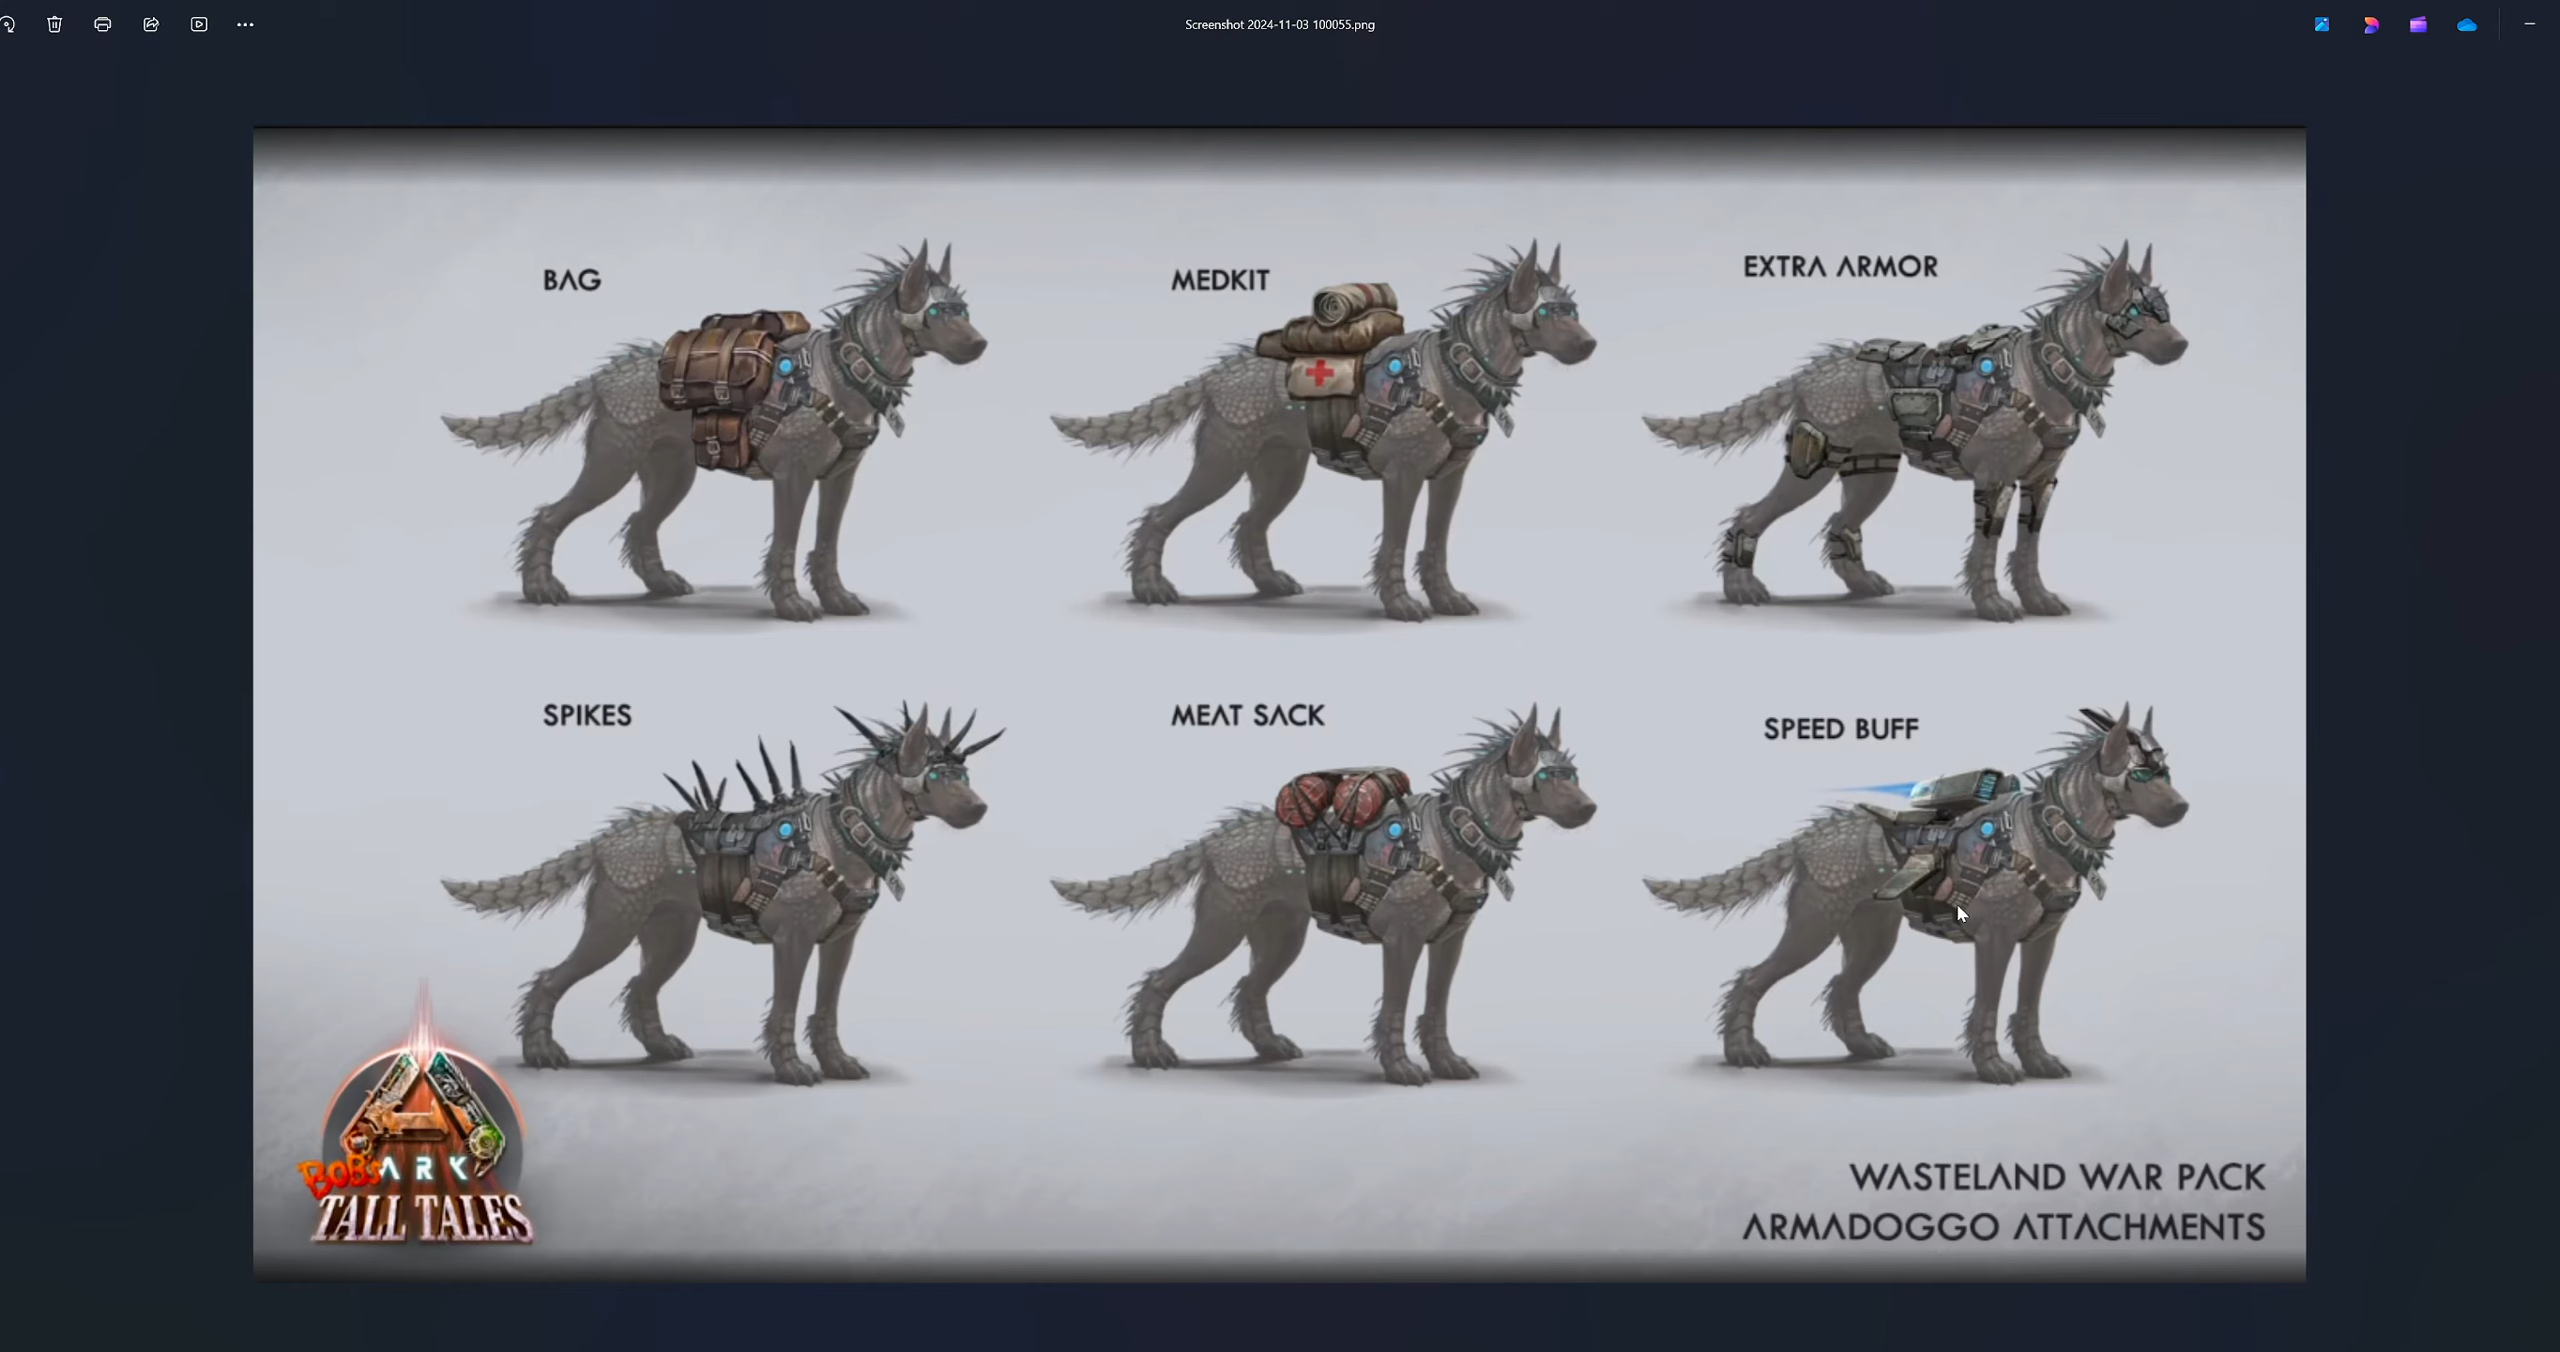 Screenshot 2024-11-03 100055.png
BAG
MEDKIT
EXTRA ARMOR
SPIKES
MEAT SACK
SPEED BUFF
BOB'S ARK
TALL TALES
WASTELAND WAR PACK
ARMADOGGO ATTACHMENTS